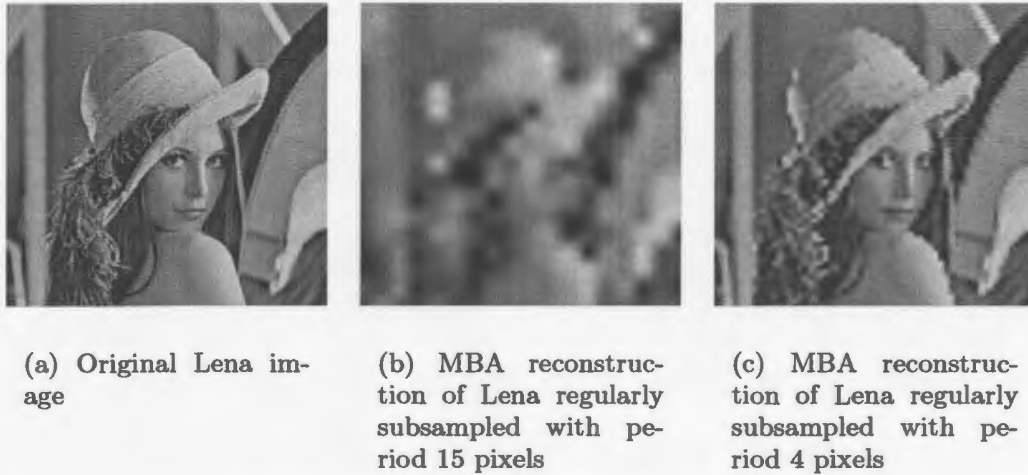 (a) Original Lena im-
age
(b) MBA reconstruc-
tion of Lena regularly
subsampled with pe-
riod 15 pixels
(c) MBA reconstruc-
tion of Lena regularly
subsampled with pe-
riod 4 pixels